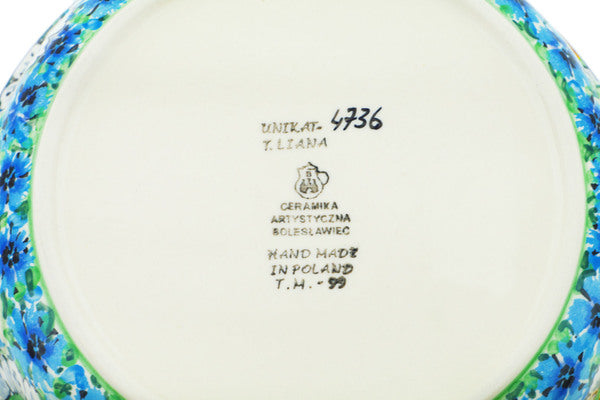 UNIKAT- 4736
T. LIANA
B
CERAMIKA
ARTYSTYCZNA
BOLESŁAWIEC
HAND MADE
IN POLAND
T.M. - 99